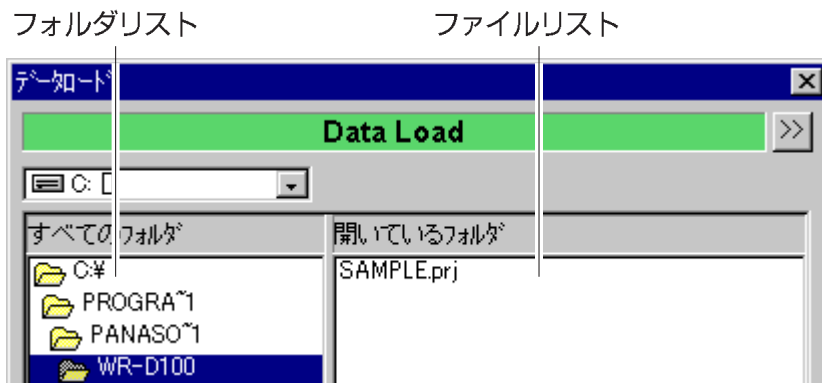 フォルダリスト
ファイルリスト
ﾃﾞｰﾀﾛｰﾄﾞ
Data Load
>>
C: [
すべてのﾌｫﾙﾀﾞ
開いているﾌｫﾙﾀﾞ
C:¥
PROGRA~1
PANASO~1
WR-D100
SAMPLE.prj